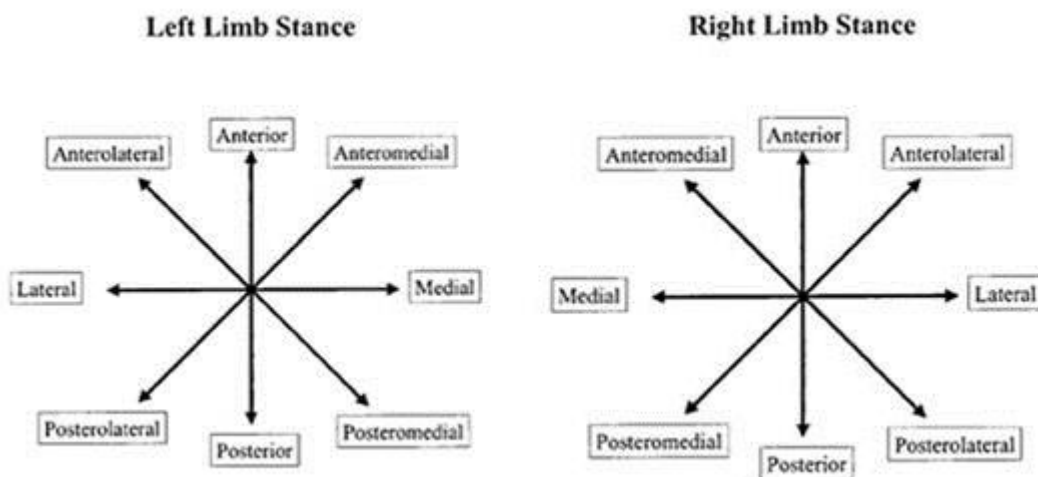 Left Limb Stance
Anterior
Anterolateral
Anteromedial
Lateral
Medial
Posterolateral
Posteromedial
Posterior
Right Limb Stance
Anterior
Anteromedial
Anterolateral
Medial
Lateral
Posteromedial
Posterolateral
Posterior